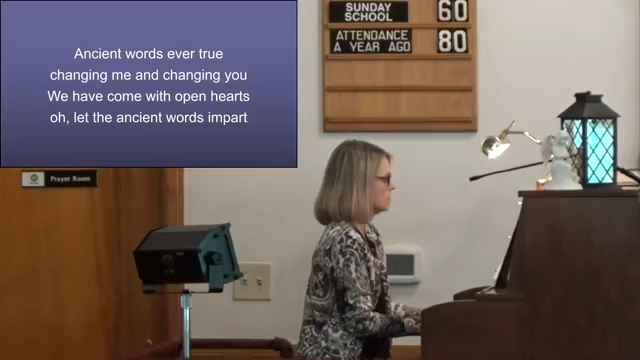 Ancient words ever true
changing me and changing you
We have come with open hearts
oh, let the ancient words impart
SUNDAY SCHOOL 60
ATTENDANCE A YEAR AGO 80
Prayer Room